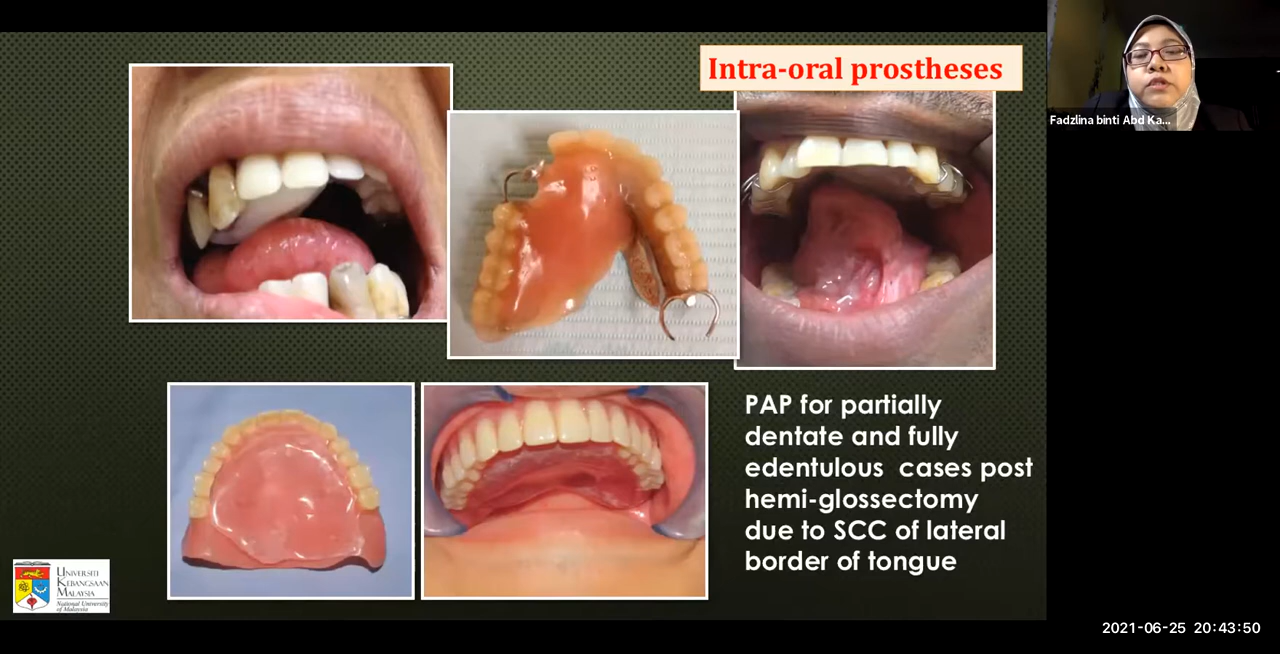 Intra-oral prostheses
Fadzlina binti Abd Ka...
PAP for partially
dentate and fully
edentulous cases post
hemi-glossectomy
due to SCC of lateral
border of tongue
UNIVERSITI
KEBANGSAAN
MALAYSIA
National University
of Malaysia
2021-06-25 20:43:50